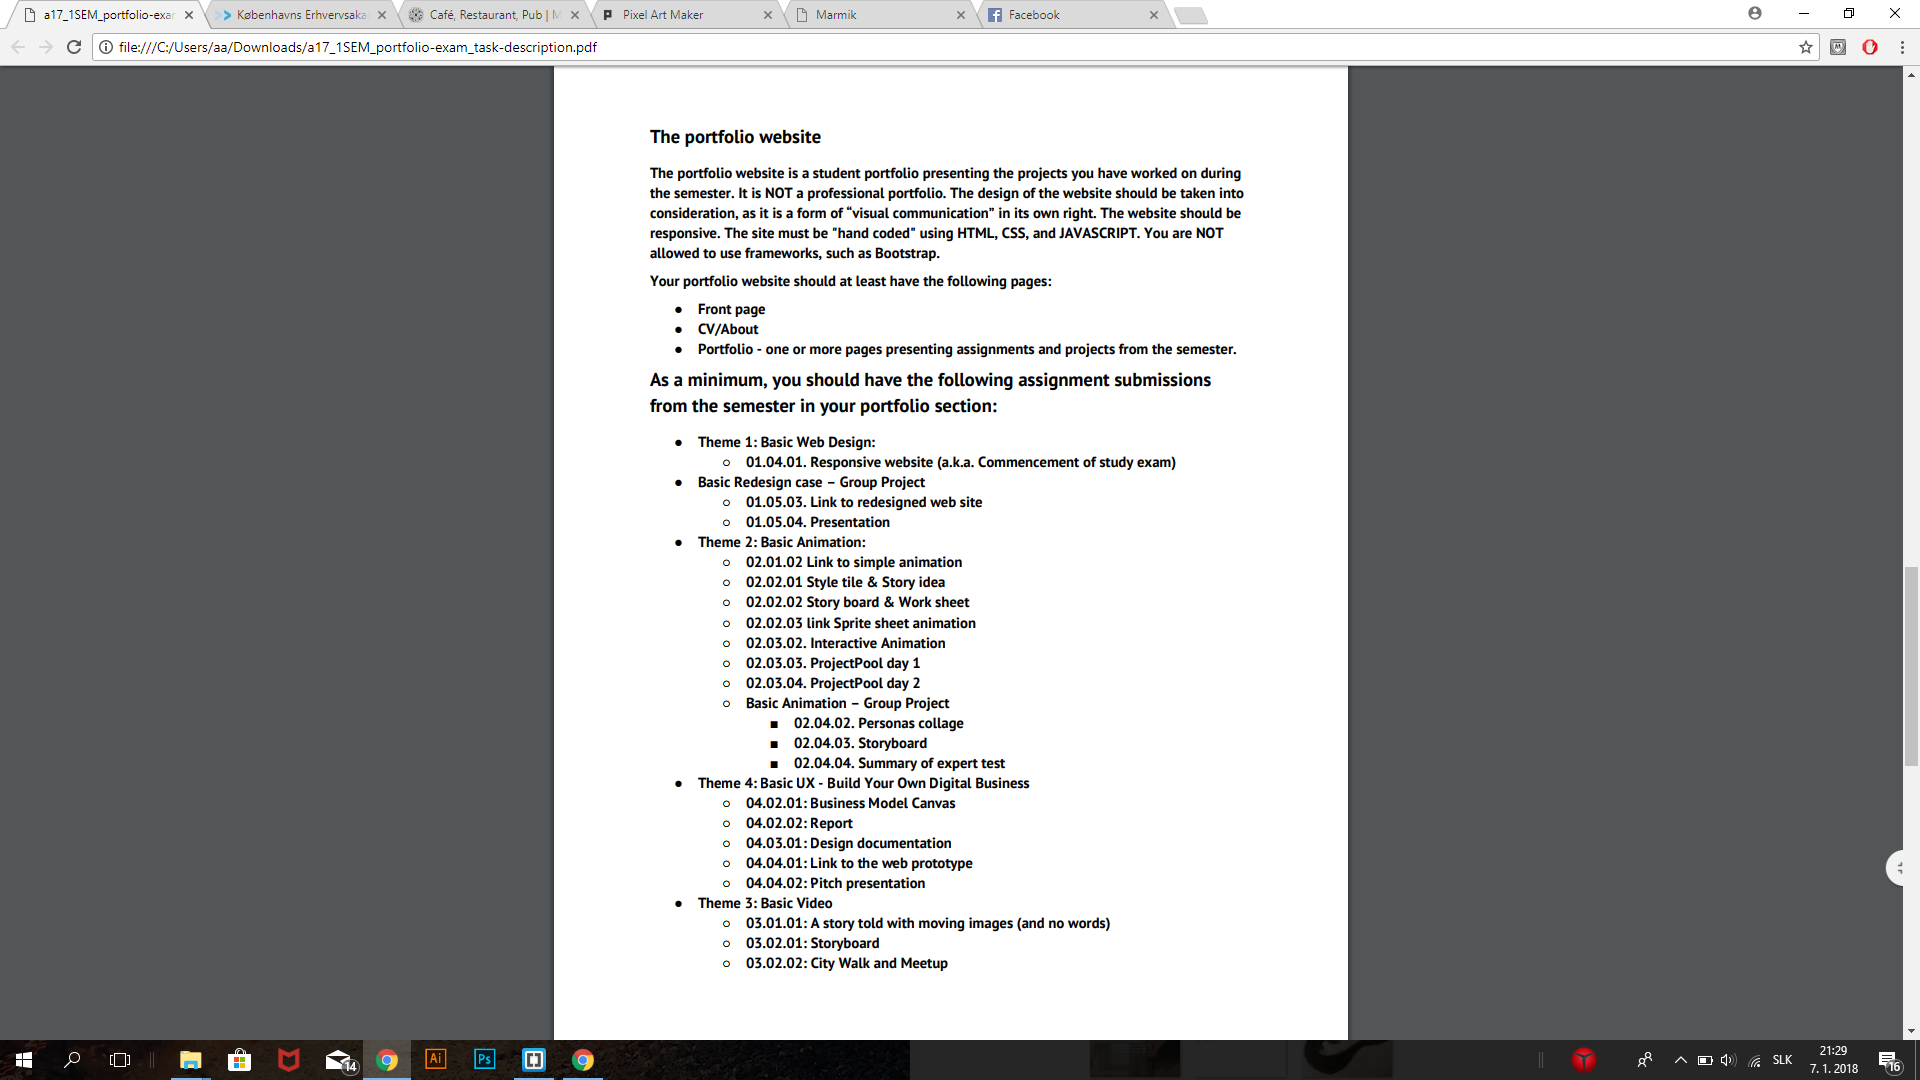 a17_1SEM_portfolio-exar
Københavns Erhvervsaka
Café, Restaurant, Pub | M
Pixel Art Maker
Marmik
Facebook
file:///C:/Users/aa/Downloads/a17_1SEM_portfolio-exam_task-description.pdf
The portfolio website
The portfolio website is a student portfolio presenting the projects you have worked on during
the semester. It is NOT a professional portfolio. The design of the website should be taken into
consideration, as it is a form of “visual communication” in its own right. The website should be
responsive. The site must be "hand coded" using HTML, CSS, and JAVASCRIPT. You are NOT
allowed to use frameworks, such as Bootstrap.
Your portfolio website should at least have the following pages:
● Front page
● CV/About
● Portfolio - one or more pages presenting assignments and projects from the semester.
As a minimum, you should have the following assignment submissions
from the semester in your portfolio section:
● Theme 1: Basic Web Design:
○ 01.04.01. Responsive website (a.k.a. Commencement of study exam)
● Basic Redesign case – Group Project
○ 01.05.03. Link to redesigned web site
○ 01.05.04. Presentation
● Theme 2: Basic Animation:
○ 02.01.02 Link to simple animation
○ 02.02.01 Style tile & Story idea
○ 02.02.02 Story board & Work sheet
○ 02.02.03 link Sprite sheet animation
○ 02.03.02. Interactive Animation
○ 02.03.03. ProjectPool day 1
○ 02.03.04. ProjectPool day 2
○ Basic Animation – Group Project
■ 02.04.02. Personas collage
■ 02.04.03. Storyboard
■ 02.04.04. Summary of expert test
● Theme 4: Basic UX - Build Your Own Digital Business
○ 04.02.01: Business Model Canvas
○ 04.02.02: Report
○ 04.03.01: Design documentation
○ 04.04.01: Link to the web prototype
○ 04.04.02: Pitch presentation
● Theme 3: Basic Video
○ 03.01.01: A story told with moving images (and no words)
○ 03.02.01: Storyboard
○ 03.02.02: City Walk and Meetup
14
Ai
Ps
SLK
21:29
7. 1. 2018
16